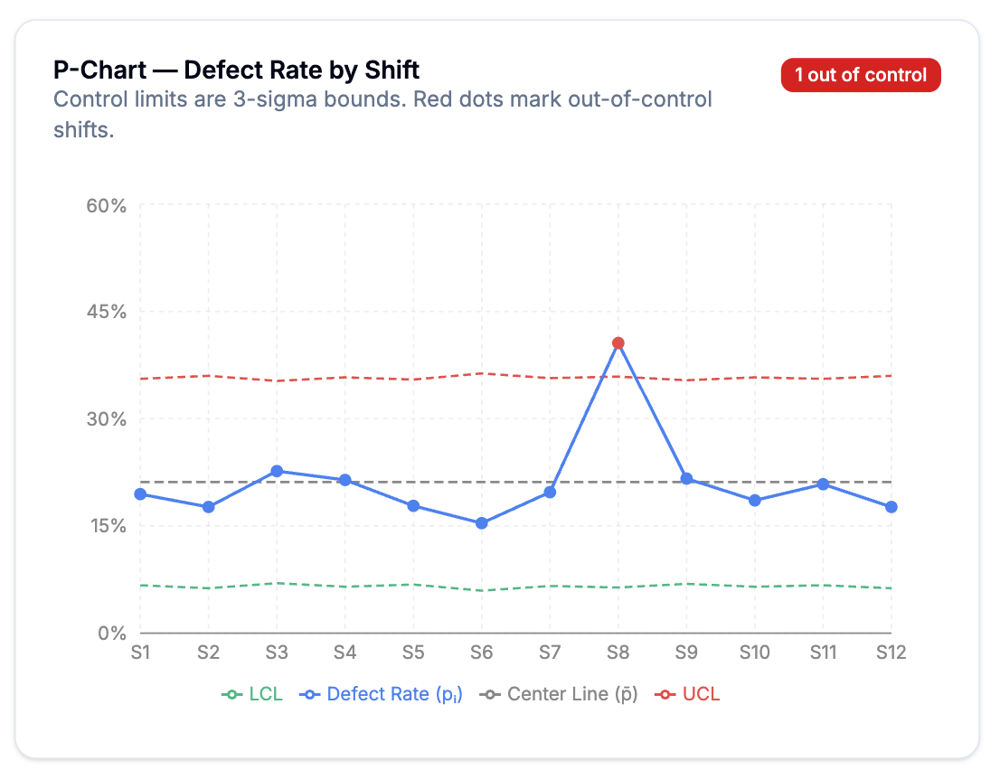 P-Chart — Defect Rate by Shift
1 out of control
Control limits are 3-sigma bounds. Red dots mark out-of-control
shifts.
60%
45%
30%
15%
0%
S1 S2 S3 S4 S5 S6 S7 S8 S9 S10 S11 S12
LCL Defect Rate (pᵢ) Center Line (p̄) UCL